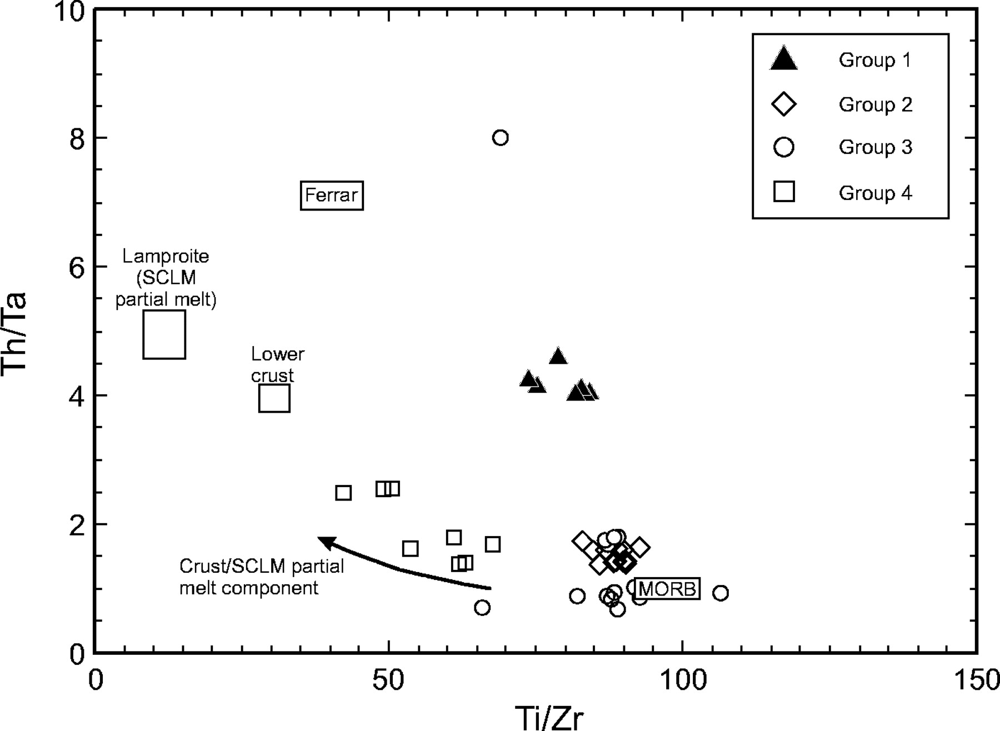 10
8
6
4
2
0
0
50
100
150
Th/Ta
Ti/Zr
Group 1
Group 2
Group 3
Group 4
Ferrar
Lamproite
(SCLM
partial melt)
Lower
crust
Crust/SCLM partial
melt component
MORB